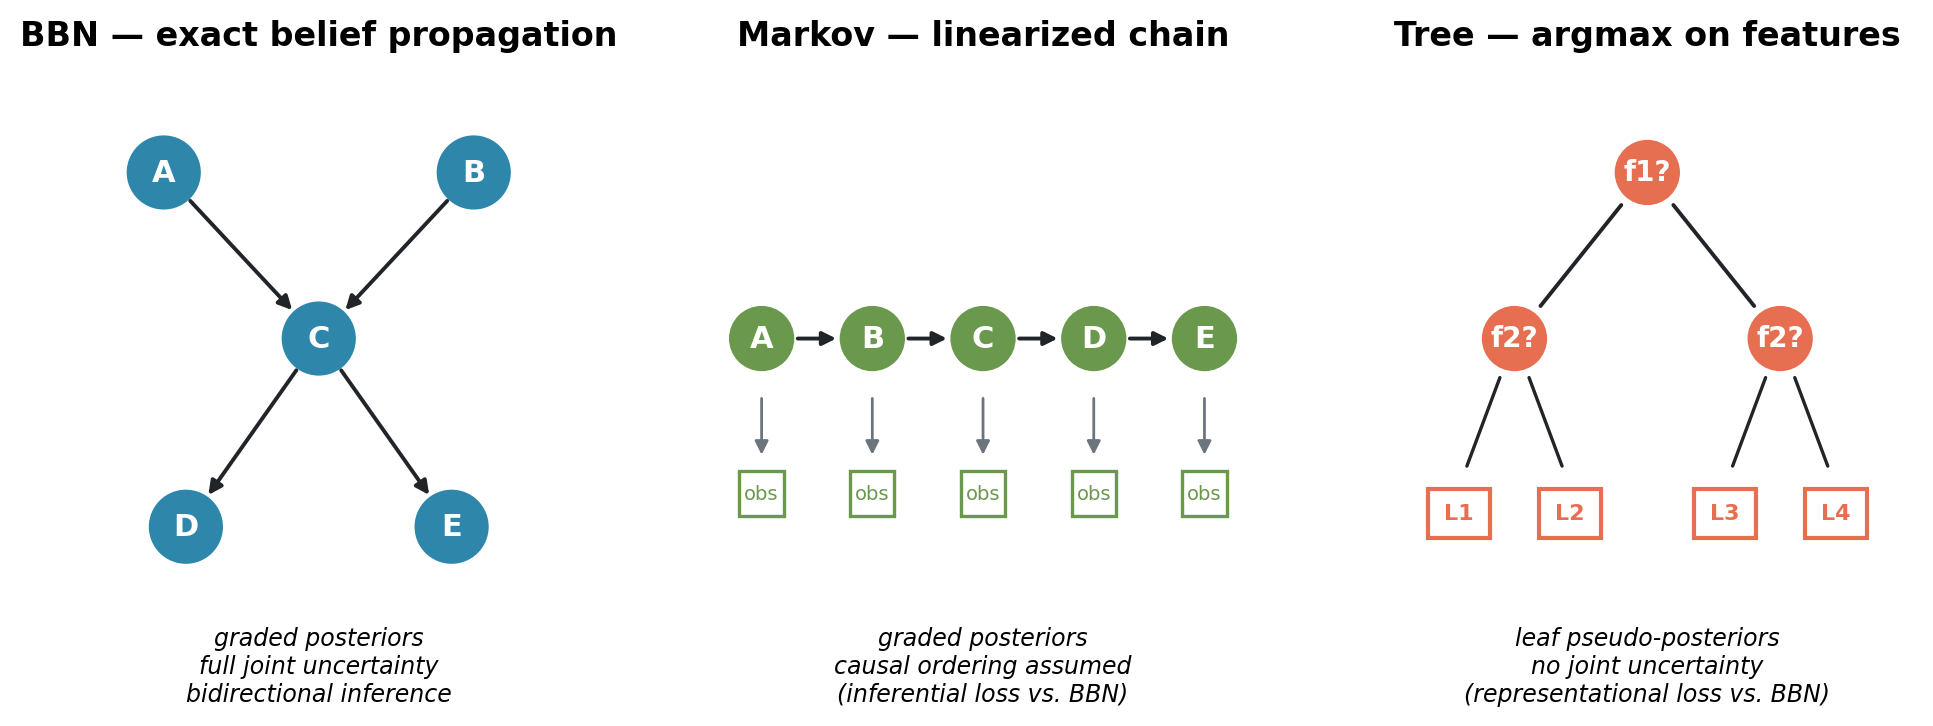 BBN — exact belief propagation
A
B
C
D
E
graded posteriors
full joint uncertainty
bidirectional inference
Markov — linearized chain
A
B
C
D
E
obs
obs
obs
obs
obs
graded posteriors
causal ordering assumed
(inferential loss vs. BBN)
Tree — argmax on features
f1?
f2?
f2?
L1
L2
L3
L4
leaf pseudo-posteriors
no joint uncertainty
(representational loss vs. BBN)